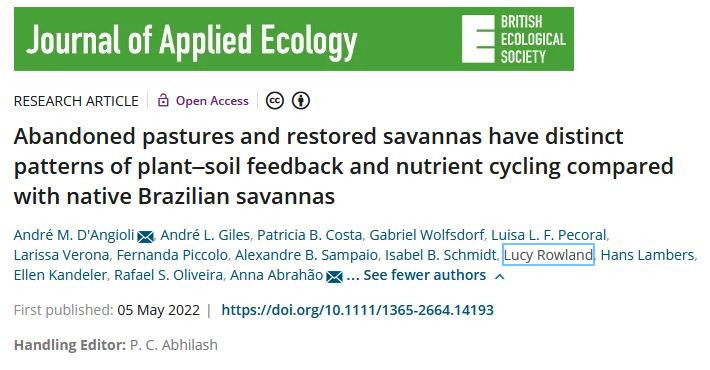 Journal of Applied Ecology
BRITISH
ECOLOGICAL
SOCIETY
RESEARCH ARTICLE Open Access cc
Abandoned pastures and restored savannas have distinct
patterns of plant–soil feedback and nutrient cycling compared
with native Brazilian savannas
André M. D'Angioli, André L. Giles, Patricia B. Costa, Gabriel Wolfsdorf, Luisa L. F. Pecoral,
Larissa Verona, Fernanda Piccolo, Alexandre B. Sampaio, Isabel B. Schmidt, Lucy Rowland, Hans Lambers,
Ellen Kandeler, Rafael S. Oliveira, Anna Abrahão ... See fewer authors
First published: 05 May 2022 | https://doi.org/10.1111/1365-2664.14193
Handling Editor: P. C. Abhilash